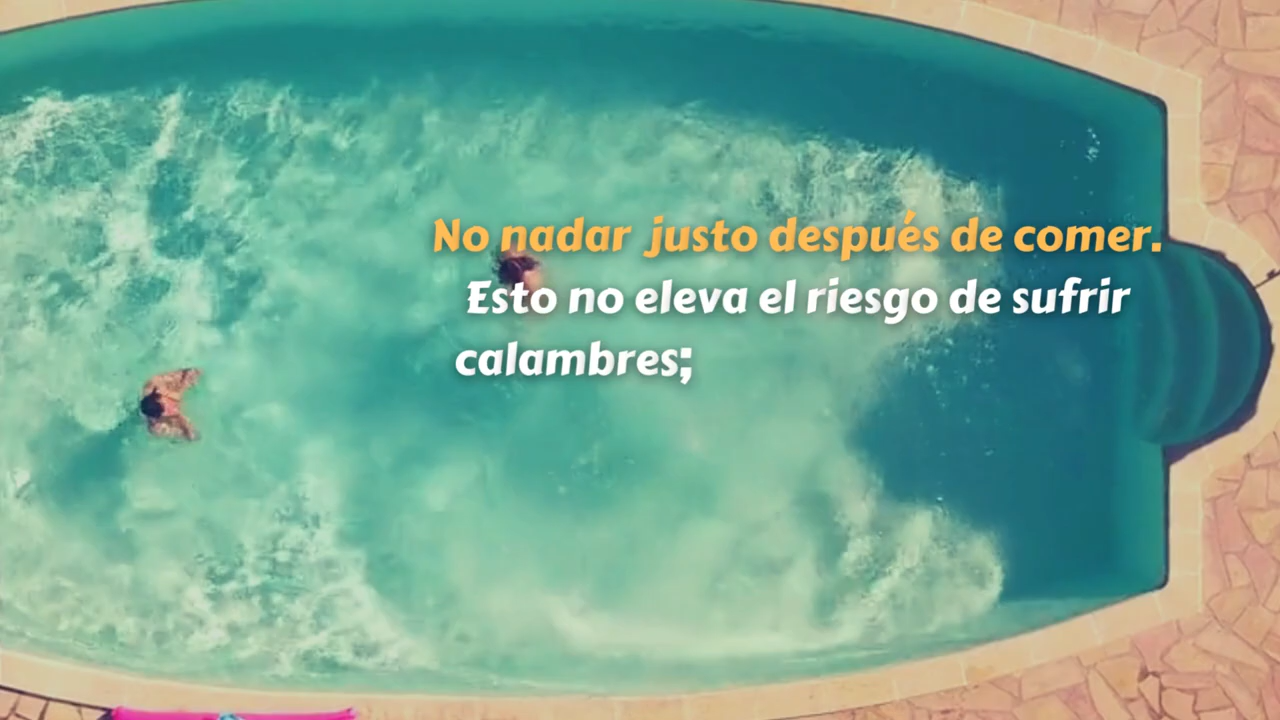 No nadar justo después de comer.
Esto no eleva el riesgo de sufrir
calambres;